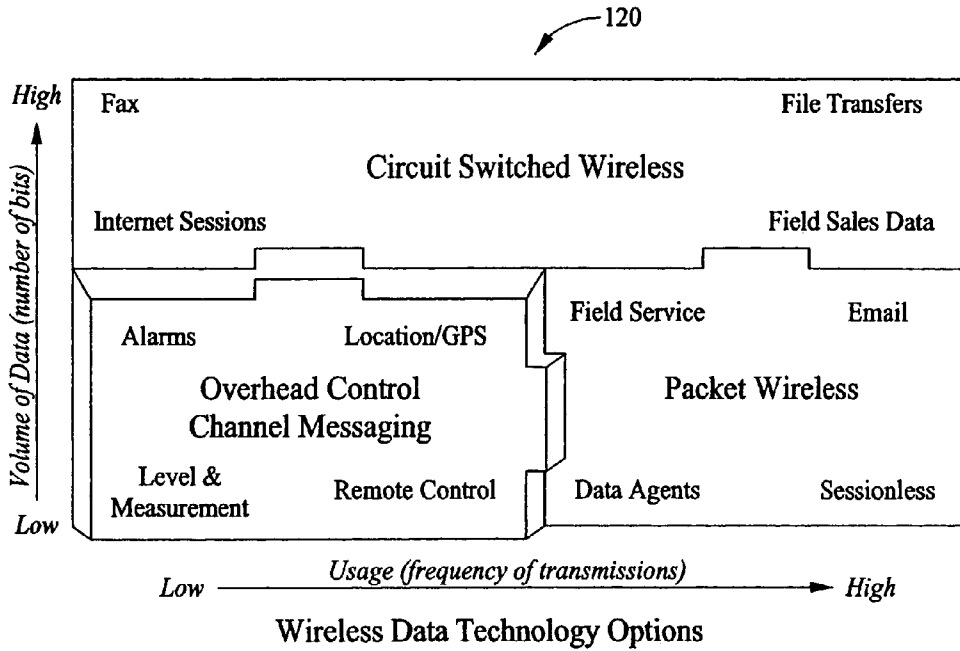 120
High
Fax
File Transfers
Circuit Switched Wireless
Internet Sessions
Field Sales Data
Volume of Data (number of bits)
Alarms
Location/GPS
Field Service
Email
Overhead Control
Channel Messaging
Packet Wireless
Level &
Measurement
Remote Control
Data Agents
Sessionless
Low
Low
Usage (frequency of transmissions)
High
Wireless Data Technology Options